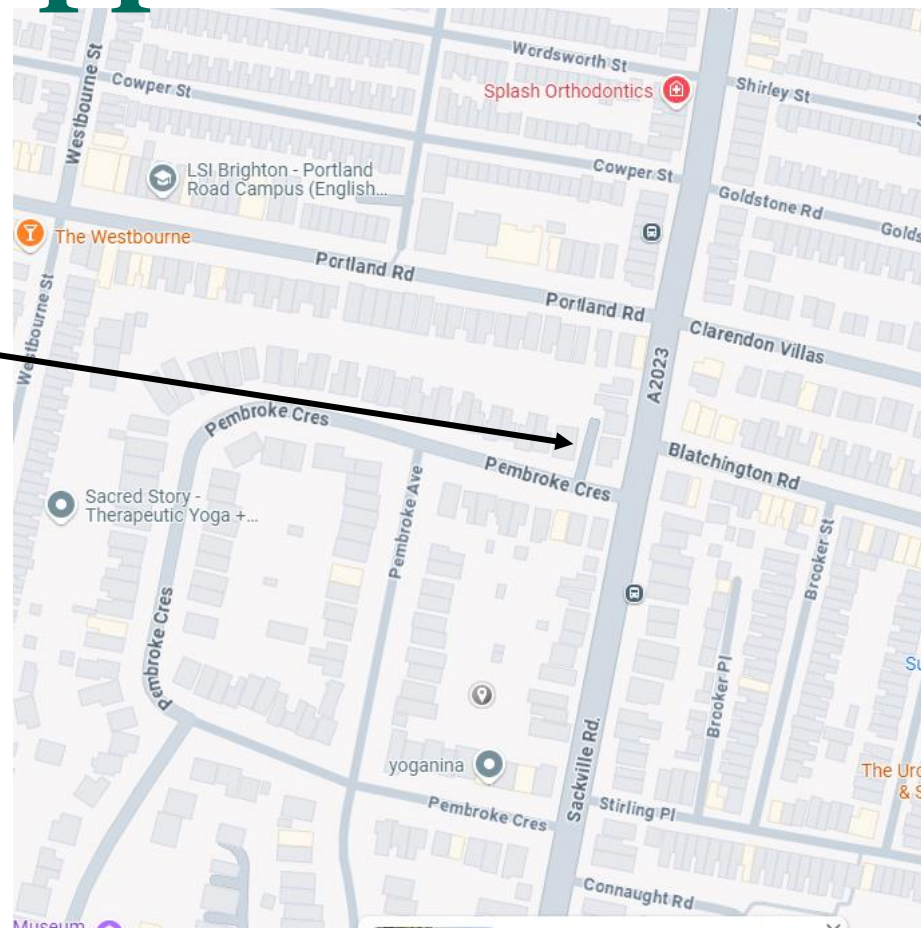 Wordsworth St
Westbourne St
Cowper St
Splash Orthodontics
Shirley St
LSI Brighton - Portland
Road Campus (English...
Cowper St
Goldstone Rd
The Westbourne
Portland Rd
Westbourne St
Portland Rd
Clarendon Villas
A2023
Pembroke Cres
Blatchington Rd
Pembroke Cres
Pembroke Ave
Sacred Story -
Therapeutic Yoga +...
Brooker St
Pembroke Cres
Brooker Pl
yoganina
Sackville Rd.
Pembroke Cres
Stirling Pl
Connaught Rd
Museum